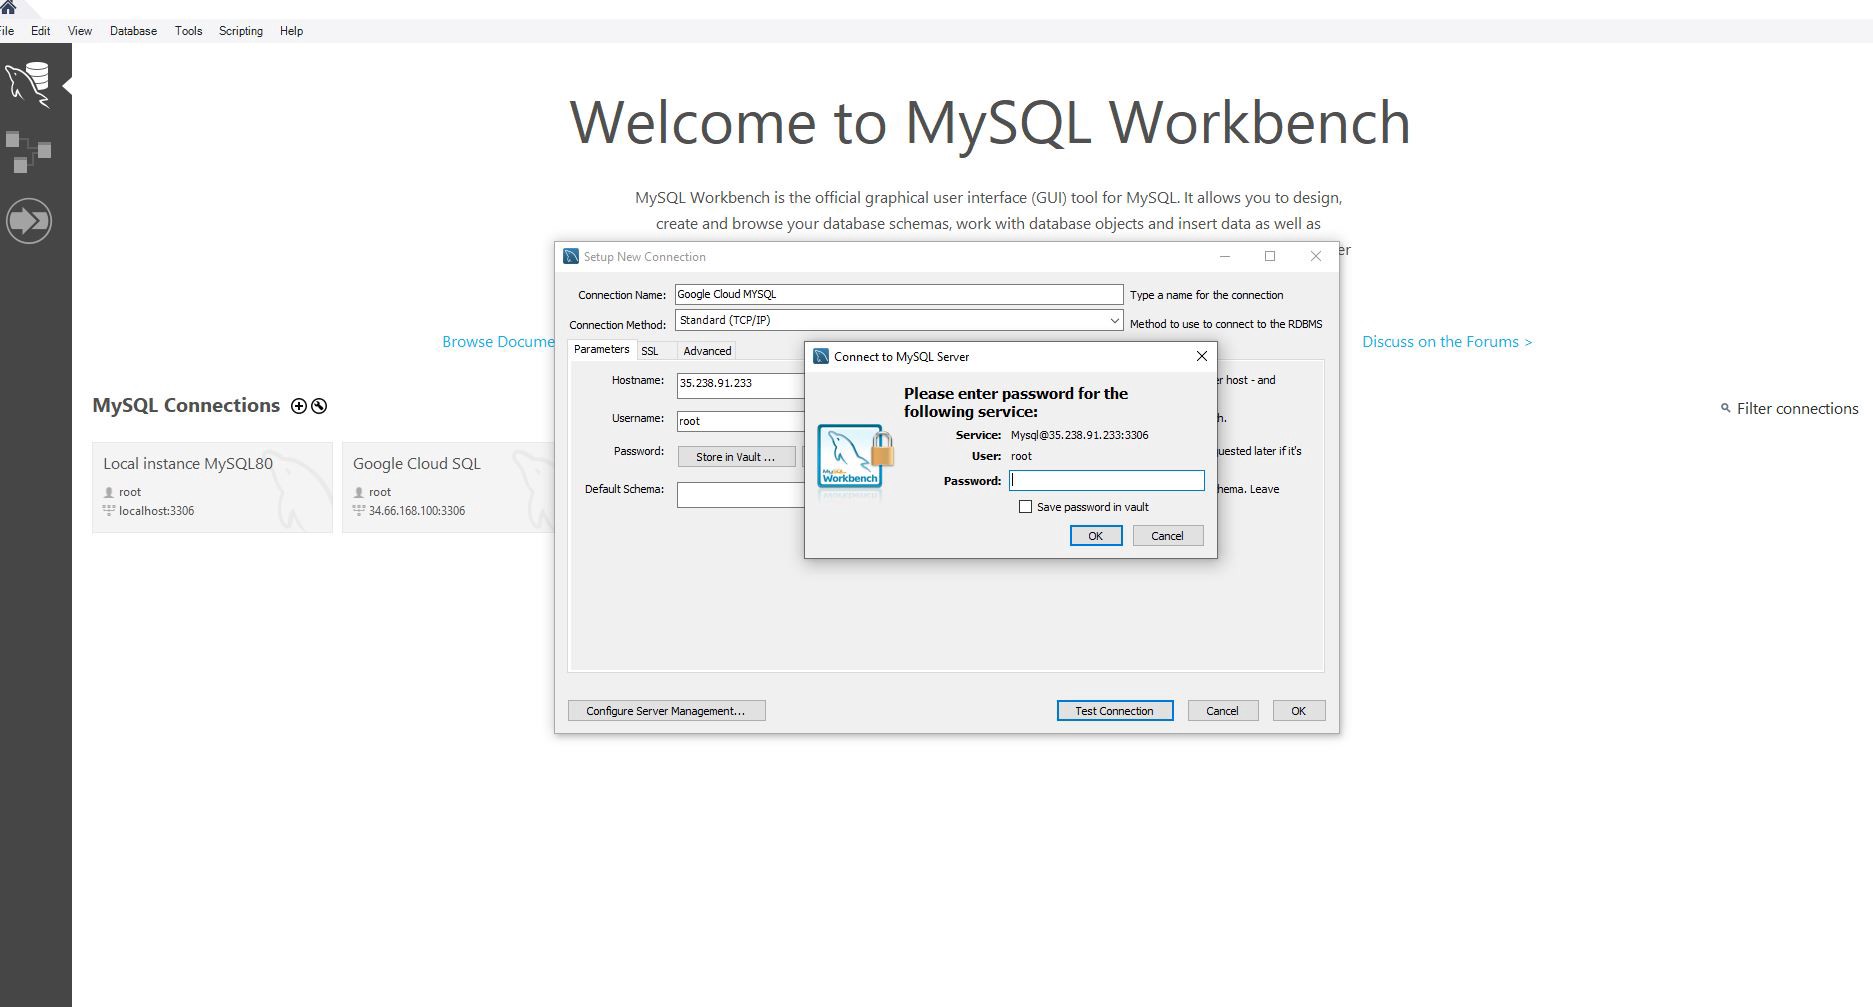 ile Edit View Database Tools Scripting Help
Welcome to MySQL Workbench
MySQL Workbench is the official graphical user interface (GUI) tool for MySQL. It allows you to design,
create and browse your database schemas, work with database objects and insert data as well as
er
Browse Docume
Discuss on the Forums >
MySQL Connections
Filter connections
Local instance MySQL80
root
localhost:3306
Google Cloud SQL
root
34.66.168.100:3306
Setup New Connection
Connection Name: Google Cloud MYSQL Type a name for the connection
Connection Method: Standard (TCP/IP) Method to use to connect to the RDBMS
Parameters SSL Advanced
Hostname: 35.238.91.233 er host - and
Username: root h.
Password: Store in Vault ... uested later if it's
Default Schema: hema. Leave
Configure Server Management... Test Connection Cancel OK
Connect to MySQL Server
Please enter password for the
following service:
Service: Mysql@35.238.91.233:3306
User: root
Password:
Save password in vault
OK Cancel
MySQL
Workbench